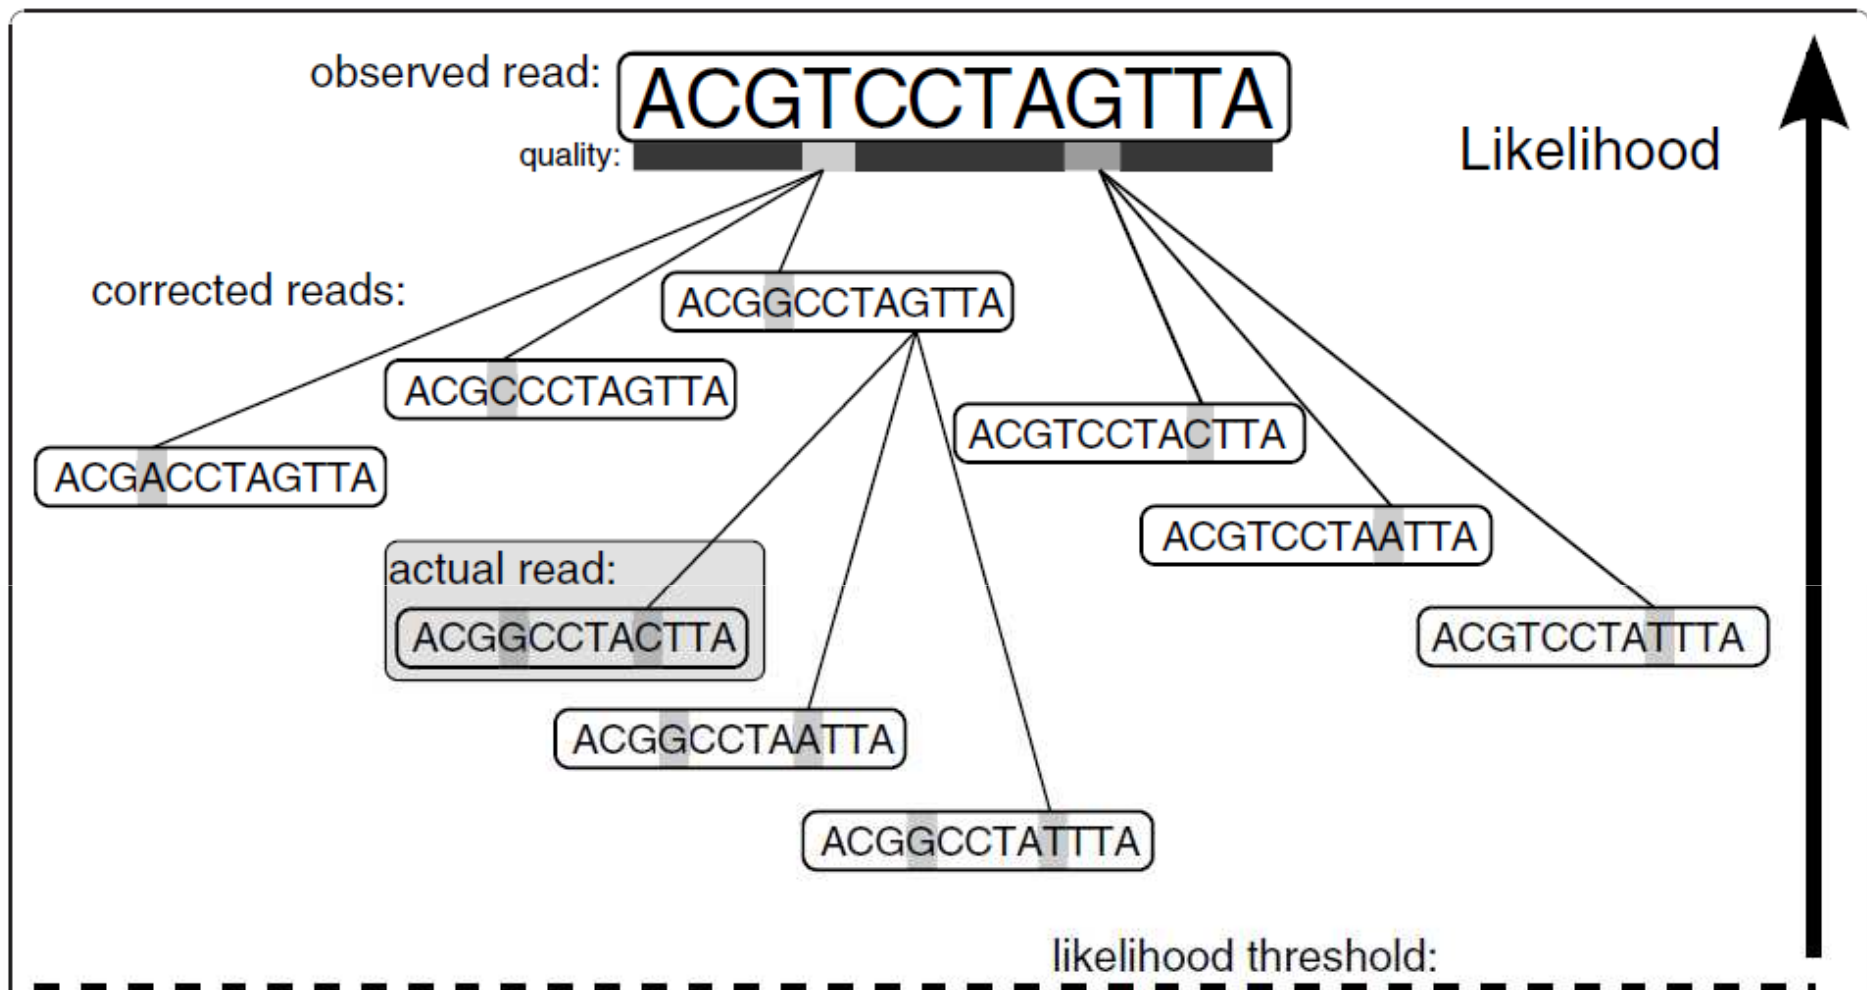 observed read: ACGTCCTAGTTA
quality:
Likelihood
corrected reads:
ACGGCCTAGTTA
ACGCCCTAGTTA
ACGTCCTACTTA
ACGACCTAGTTA
ACGTCCTAATTA
actual read:
ACGGCCTACTTA
ACGTCCTATTTA
ACGGCCTAATTA
ACGGCCTATTTA
likelihood threshold: